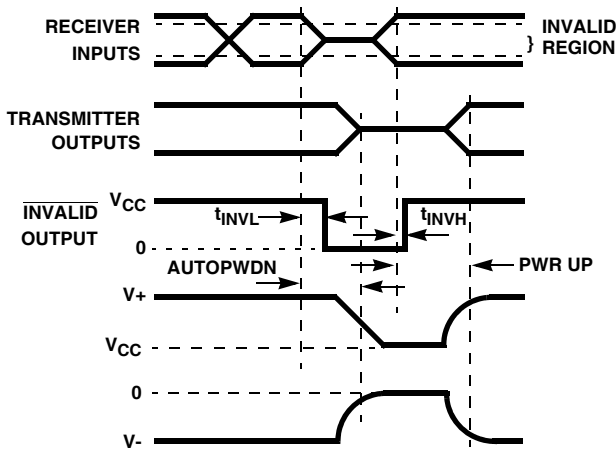 RECEIVER
INPUTS
} INVALID
REGION
TRANSMITTER
OUTPUTS
INVALID
OUTPUT
VCC
0
tINVL
tINVH
AUTOPWDN
PWR UP
V+
VCC
0
V-